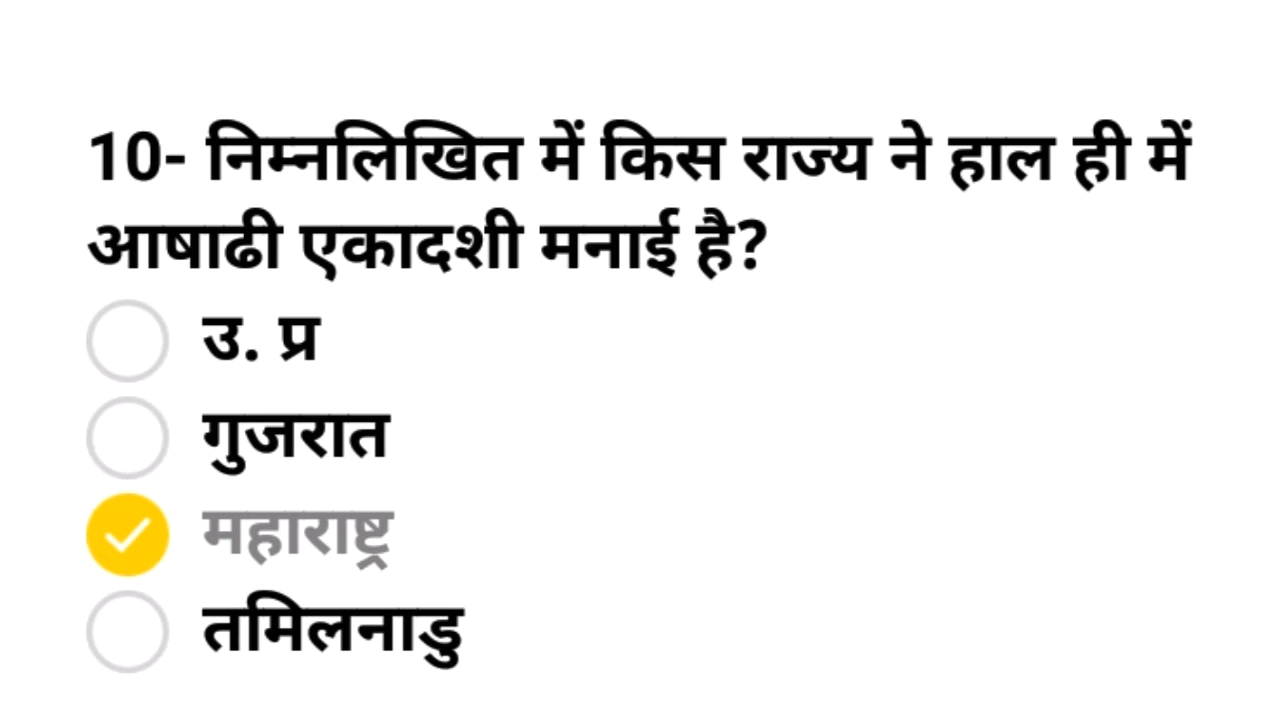 10- निम्नलिखित में किस राज्य ने हाल ही में
आषाढी एकादशी मनाई है?
उ. प्र
गुजरात
महाराष्ट्र
तमिलनाडु